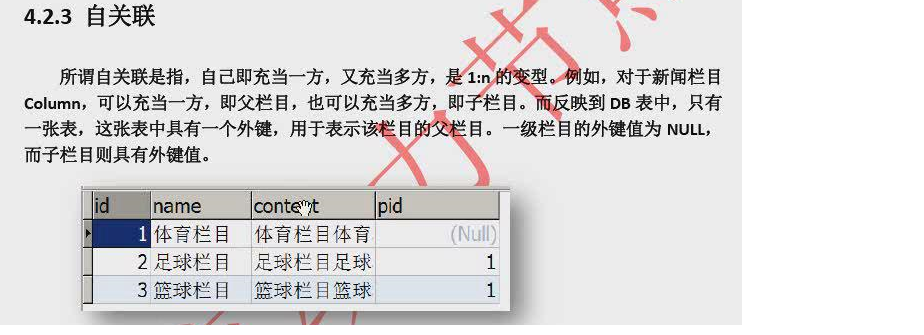 4.2.3 自关联
所谓自关联是指，自己即充当一方，又充当多方，是 1:n 的变型。例如，对于新闻栏目
Column，可以充当一方，即父栏目，也可以充当多方，即子栏目。而反映到 DB 表中，只有
一张表，这张表中具有一个外键，用于表示该栏目的父栏目。一级栏目的外键值为 NULL，
而子栏目则具有外键值。
id name content pid
1 体育栏目 体育栏目体育 (Null)
2 足球栏目 足球栏目足球 1
3 篮球栏目 篮球栏目篮球 1